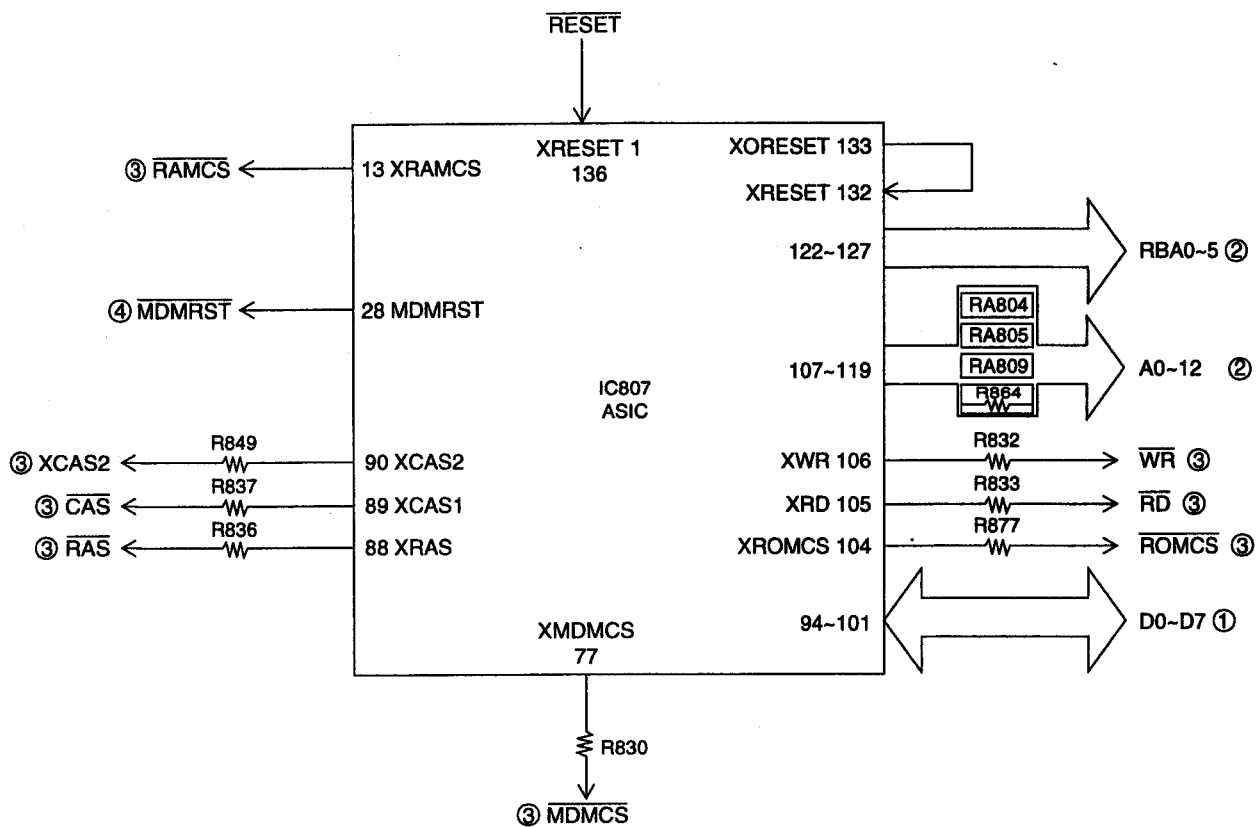 RESET
XRESET 1
136
XORESET 133
XRESET 132
③ RAMCS
13 XRAMCS
122~127
RBA0~5 ②
④ MDMRST
28 MDMRST
RA804
RA805
RA809
R864
107~119
A0~12 ②
IC807
ASIC
R849
③ XCAS2
90 XCAS2
R837
③ CAS
89 XCAS1
R836
③ RAS
88 XRAS
R832
XWR 106
WR ③
R833
XRD 105
RD ③
R877
XROMCS 104
ROMCS ③
94~101
D0~D7 ①
XMDMCS
77
R830
③ MDMCS